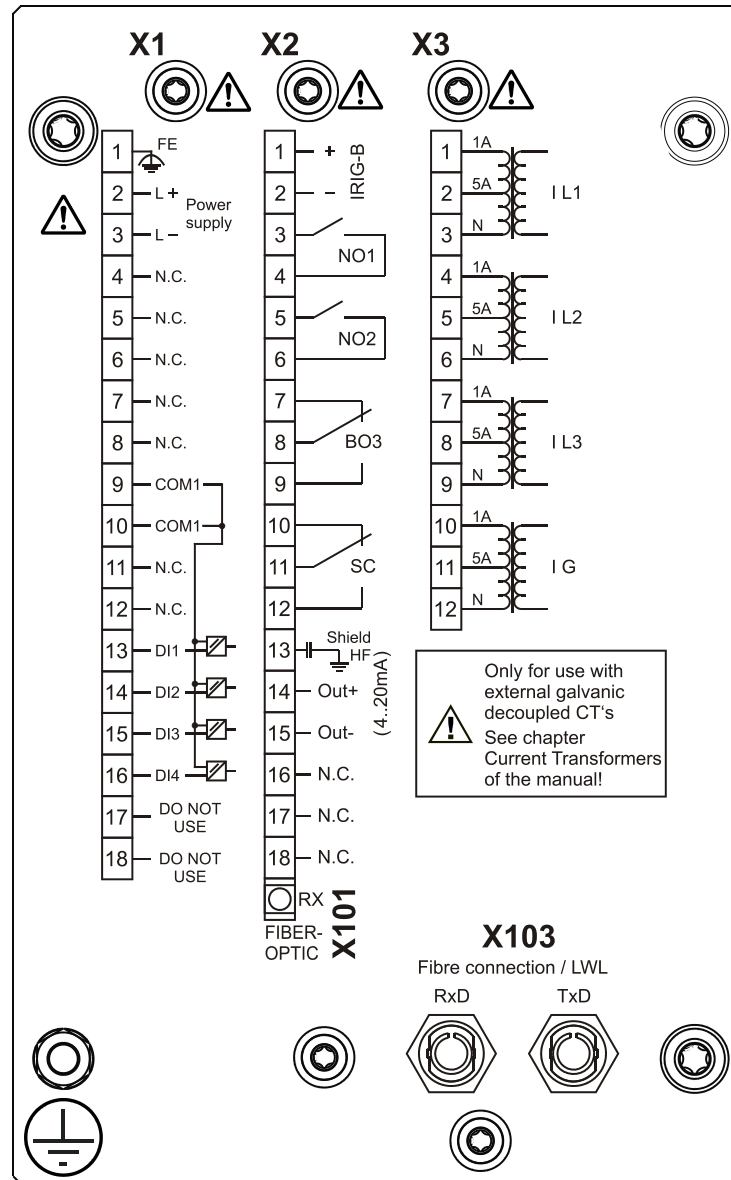 X1
X2
X3
1
FE
2
L+
Power
supply
3
L−
4
N.C.
5
N.C.
6
N.C.
7
N.C.
8
N.C.
9
COM1
10
COM1
11
N.C.
12
N.C.
13
DI1
14
DI2
15
DI3
16
DI4
17
DO NOT
USE
18
DO NOT
USE
1
+
2
−
IRIG-B
3
NO1
4
5
NO2
6
7
8
BO3
9
10
11
SC
12
13
Shield
HF
14
Out+
15
Out-
(4..20mA)
16
N.C.
17
N.C.
18
N.C.
RX
FIBER-
OPTIC
X101
1
1A
2
5A
I L1
3
N
4
1A
5
5A
I L2
6
N
7
1A
8
5A
I L3
9
N
10
1A
11
5A
I G
12
N
Only for use with
external galvanic
decoupled CT‘s
See chapter
Current Transformers
of the manual!
X103
Fibre connection / LWL
RxD
TxD